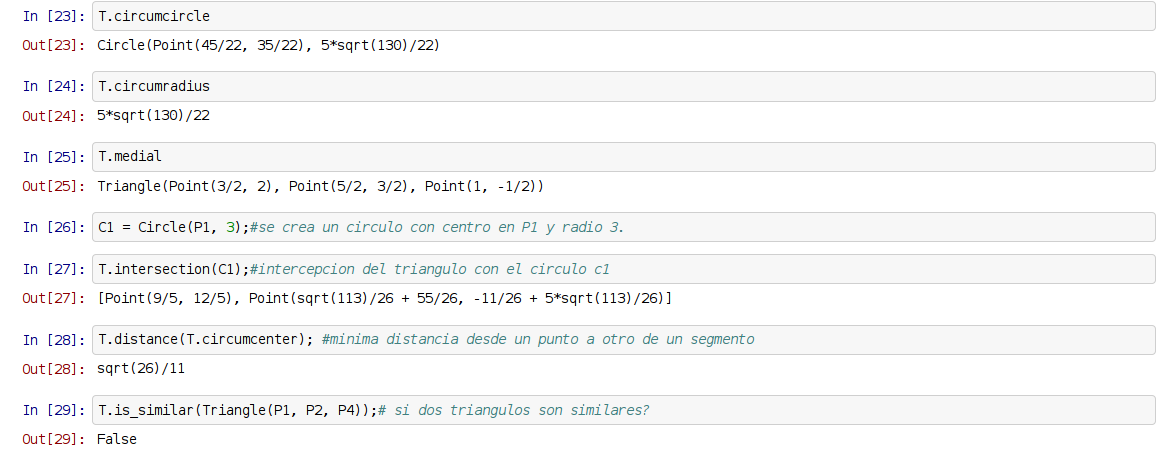 In [23]: T.circumcircle
Out[23]: Circle(Point(45/22, 35/22), 5*sqrt(130)/22)
In [24]: T.circumradius
Out[24]: 5*sqrt(130)/22
In [25]: T.medial
Out[25]: Triangle(Point(3/2, 2), Point(5/2, 3/2), Point(1, -1/2))
In [26]: C1 = Circle(P1, 3);#se crea un circulo con centro en P1 y radio 3.
In [27]: T.intersection(C1);#intercepcion del triangulo con el circulo c1
Out[27]: [Point(9/5, 12/5), Point(sqrt(113)/26 + 55/26, -11/26 + 5*sqrt(113)/26)]
In [28]: T.distance(T.circumcenter); #minima distancia desde un punto a otro de un segmento
Out[28]: sqrt(26)/11
In [29]: T.is_similar(Triangle(P1, P2, P4));# si dos triangulos son similares?
Out[29]: False